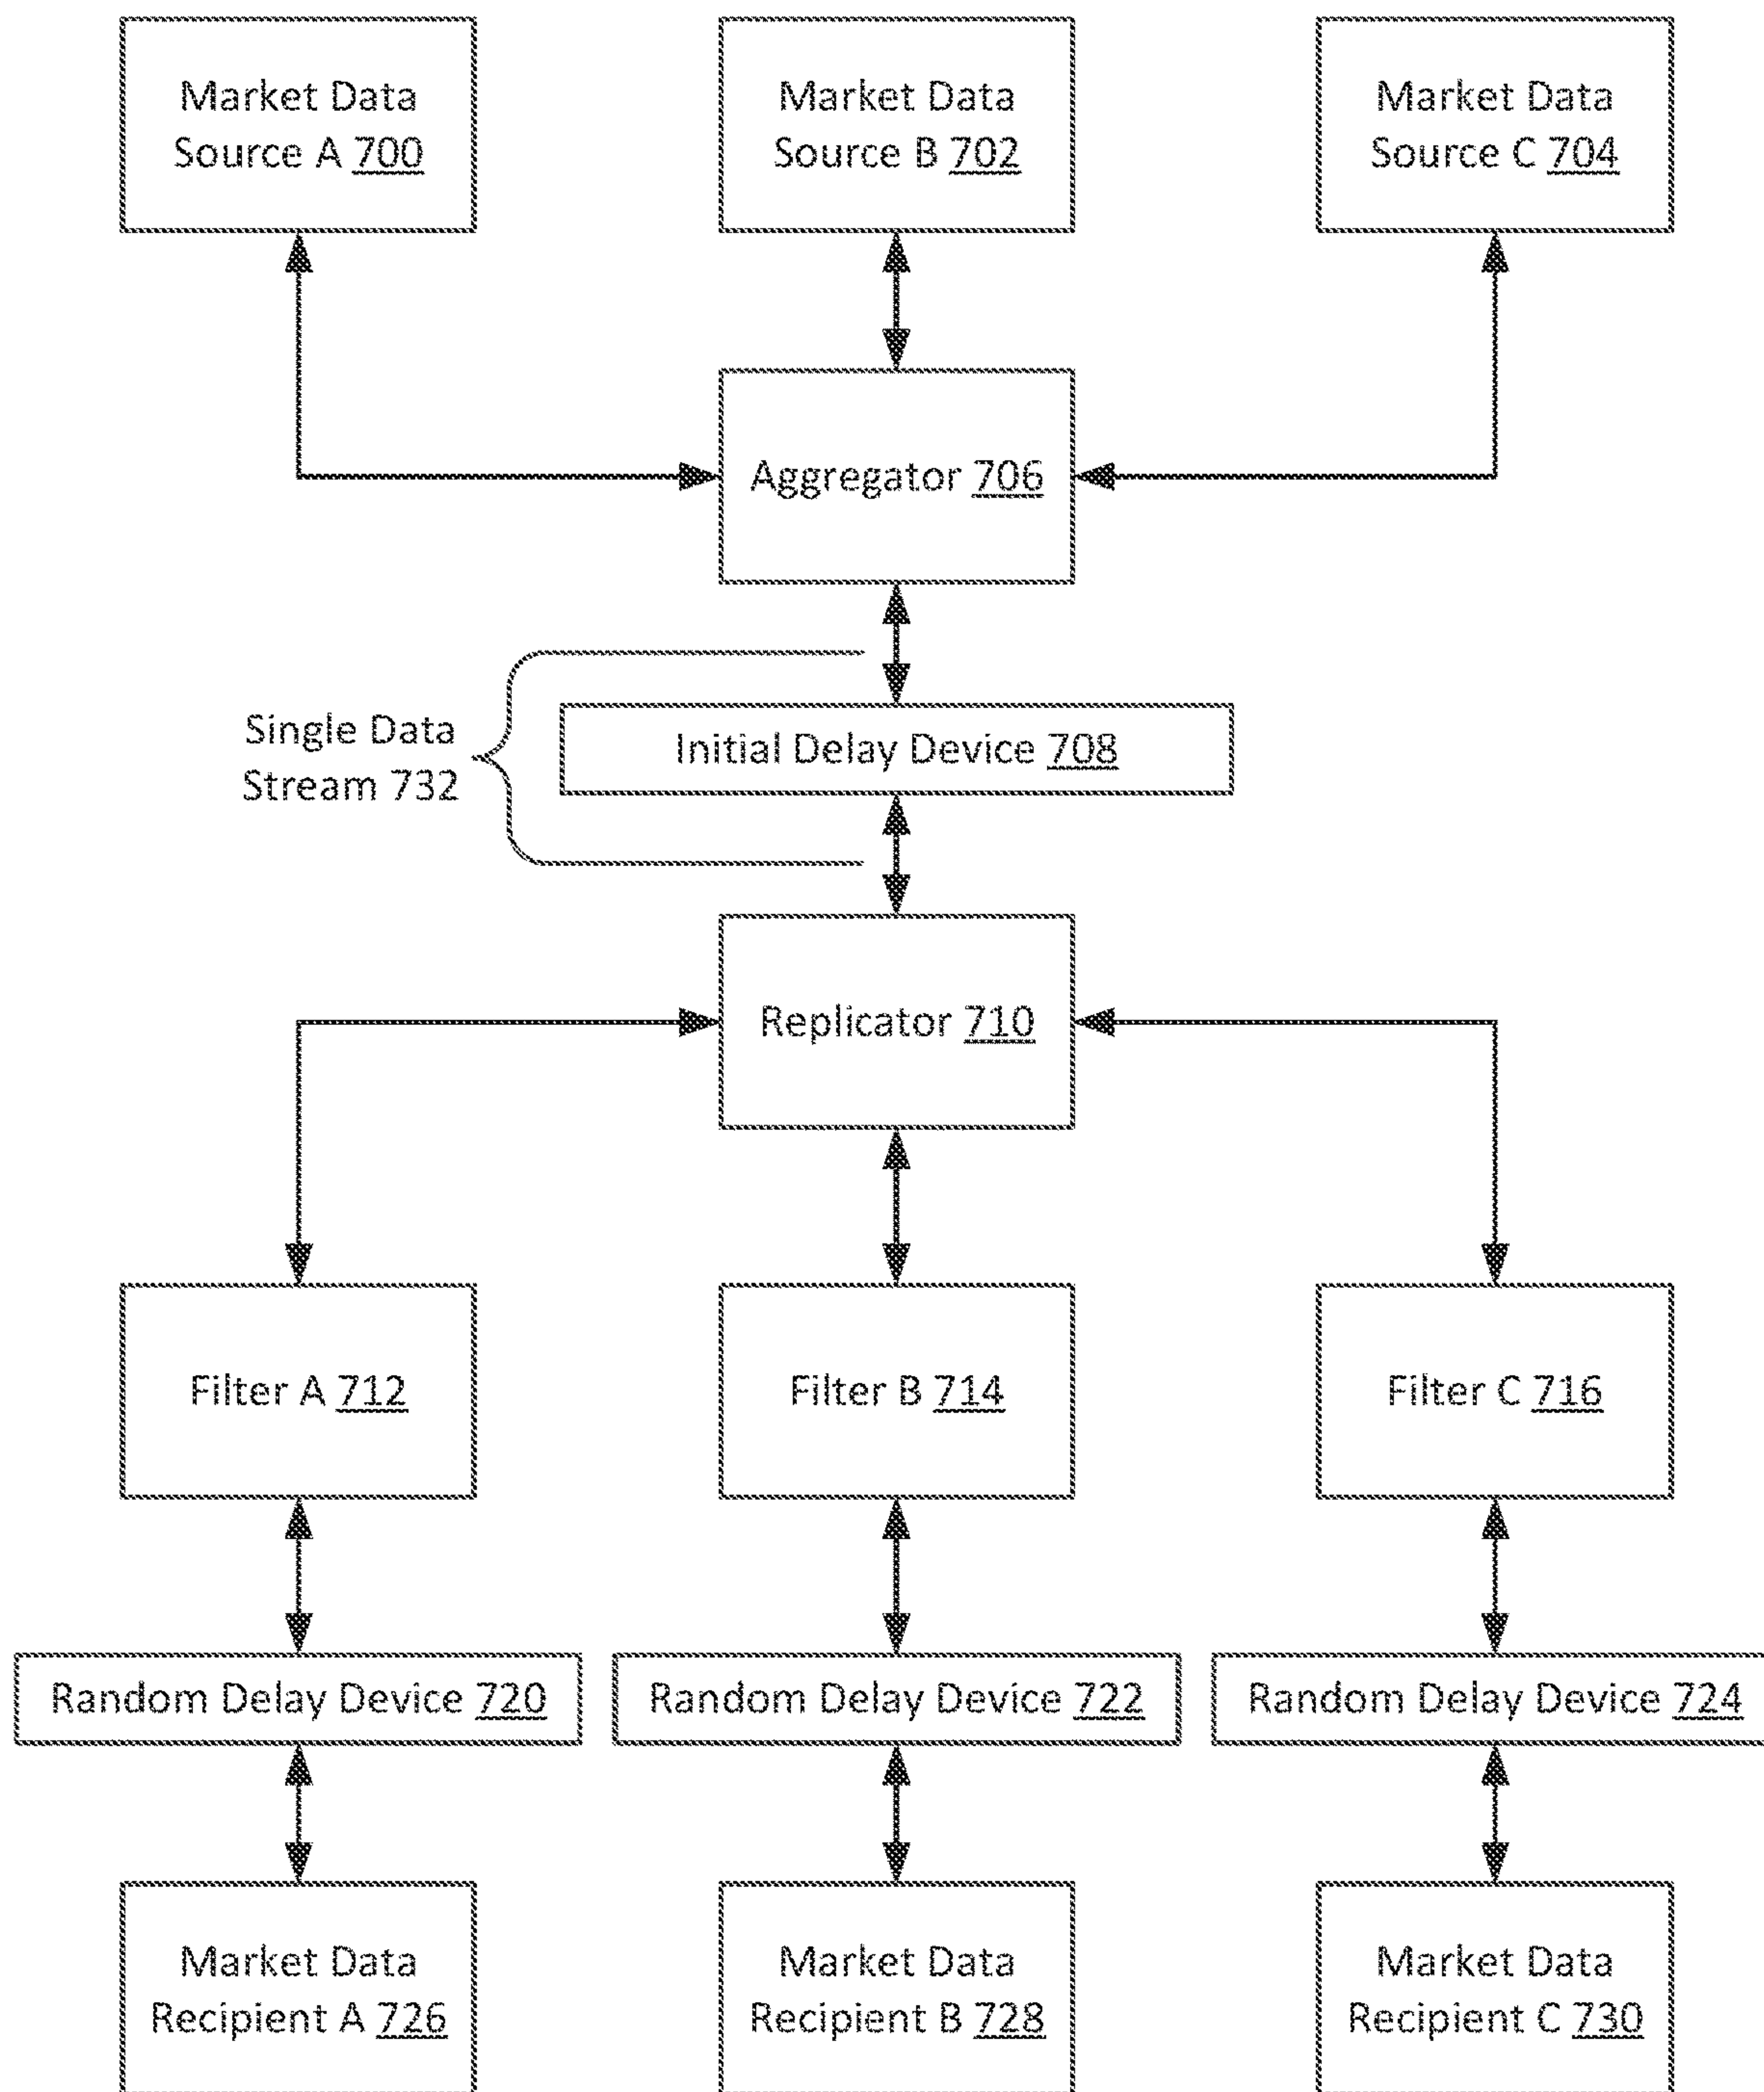 Market Data
Source A 700
Market Data
Source B 702
Market Data
Source C 704
Aggregator 706
Single Data
Stream 732
Initial Delay Device 708
Replicator 710
Filter A 712
Filter B 714
Filter C 716
Random Delay Device 720
Random Delay Device 722
Random Delay Device 724
Market Data
Recipient A 726
Market Data
Recipient B 728
Market Data
Recipient C 730